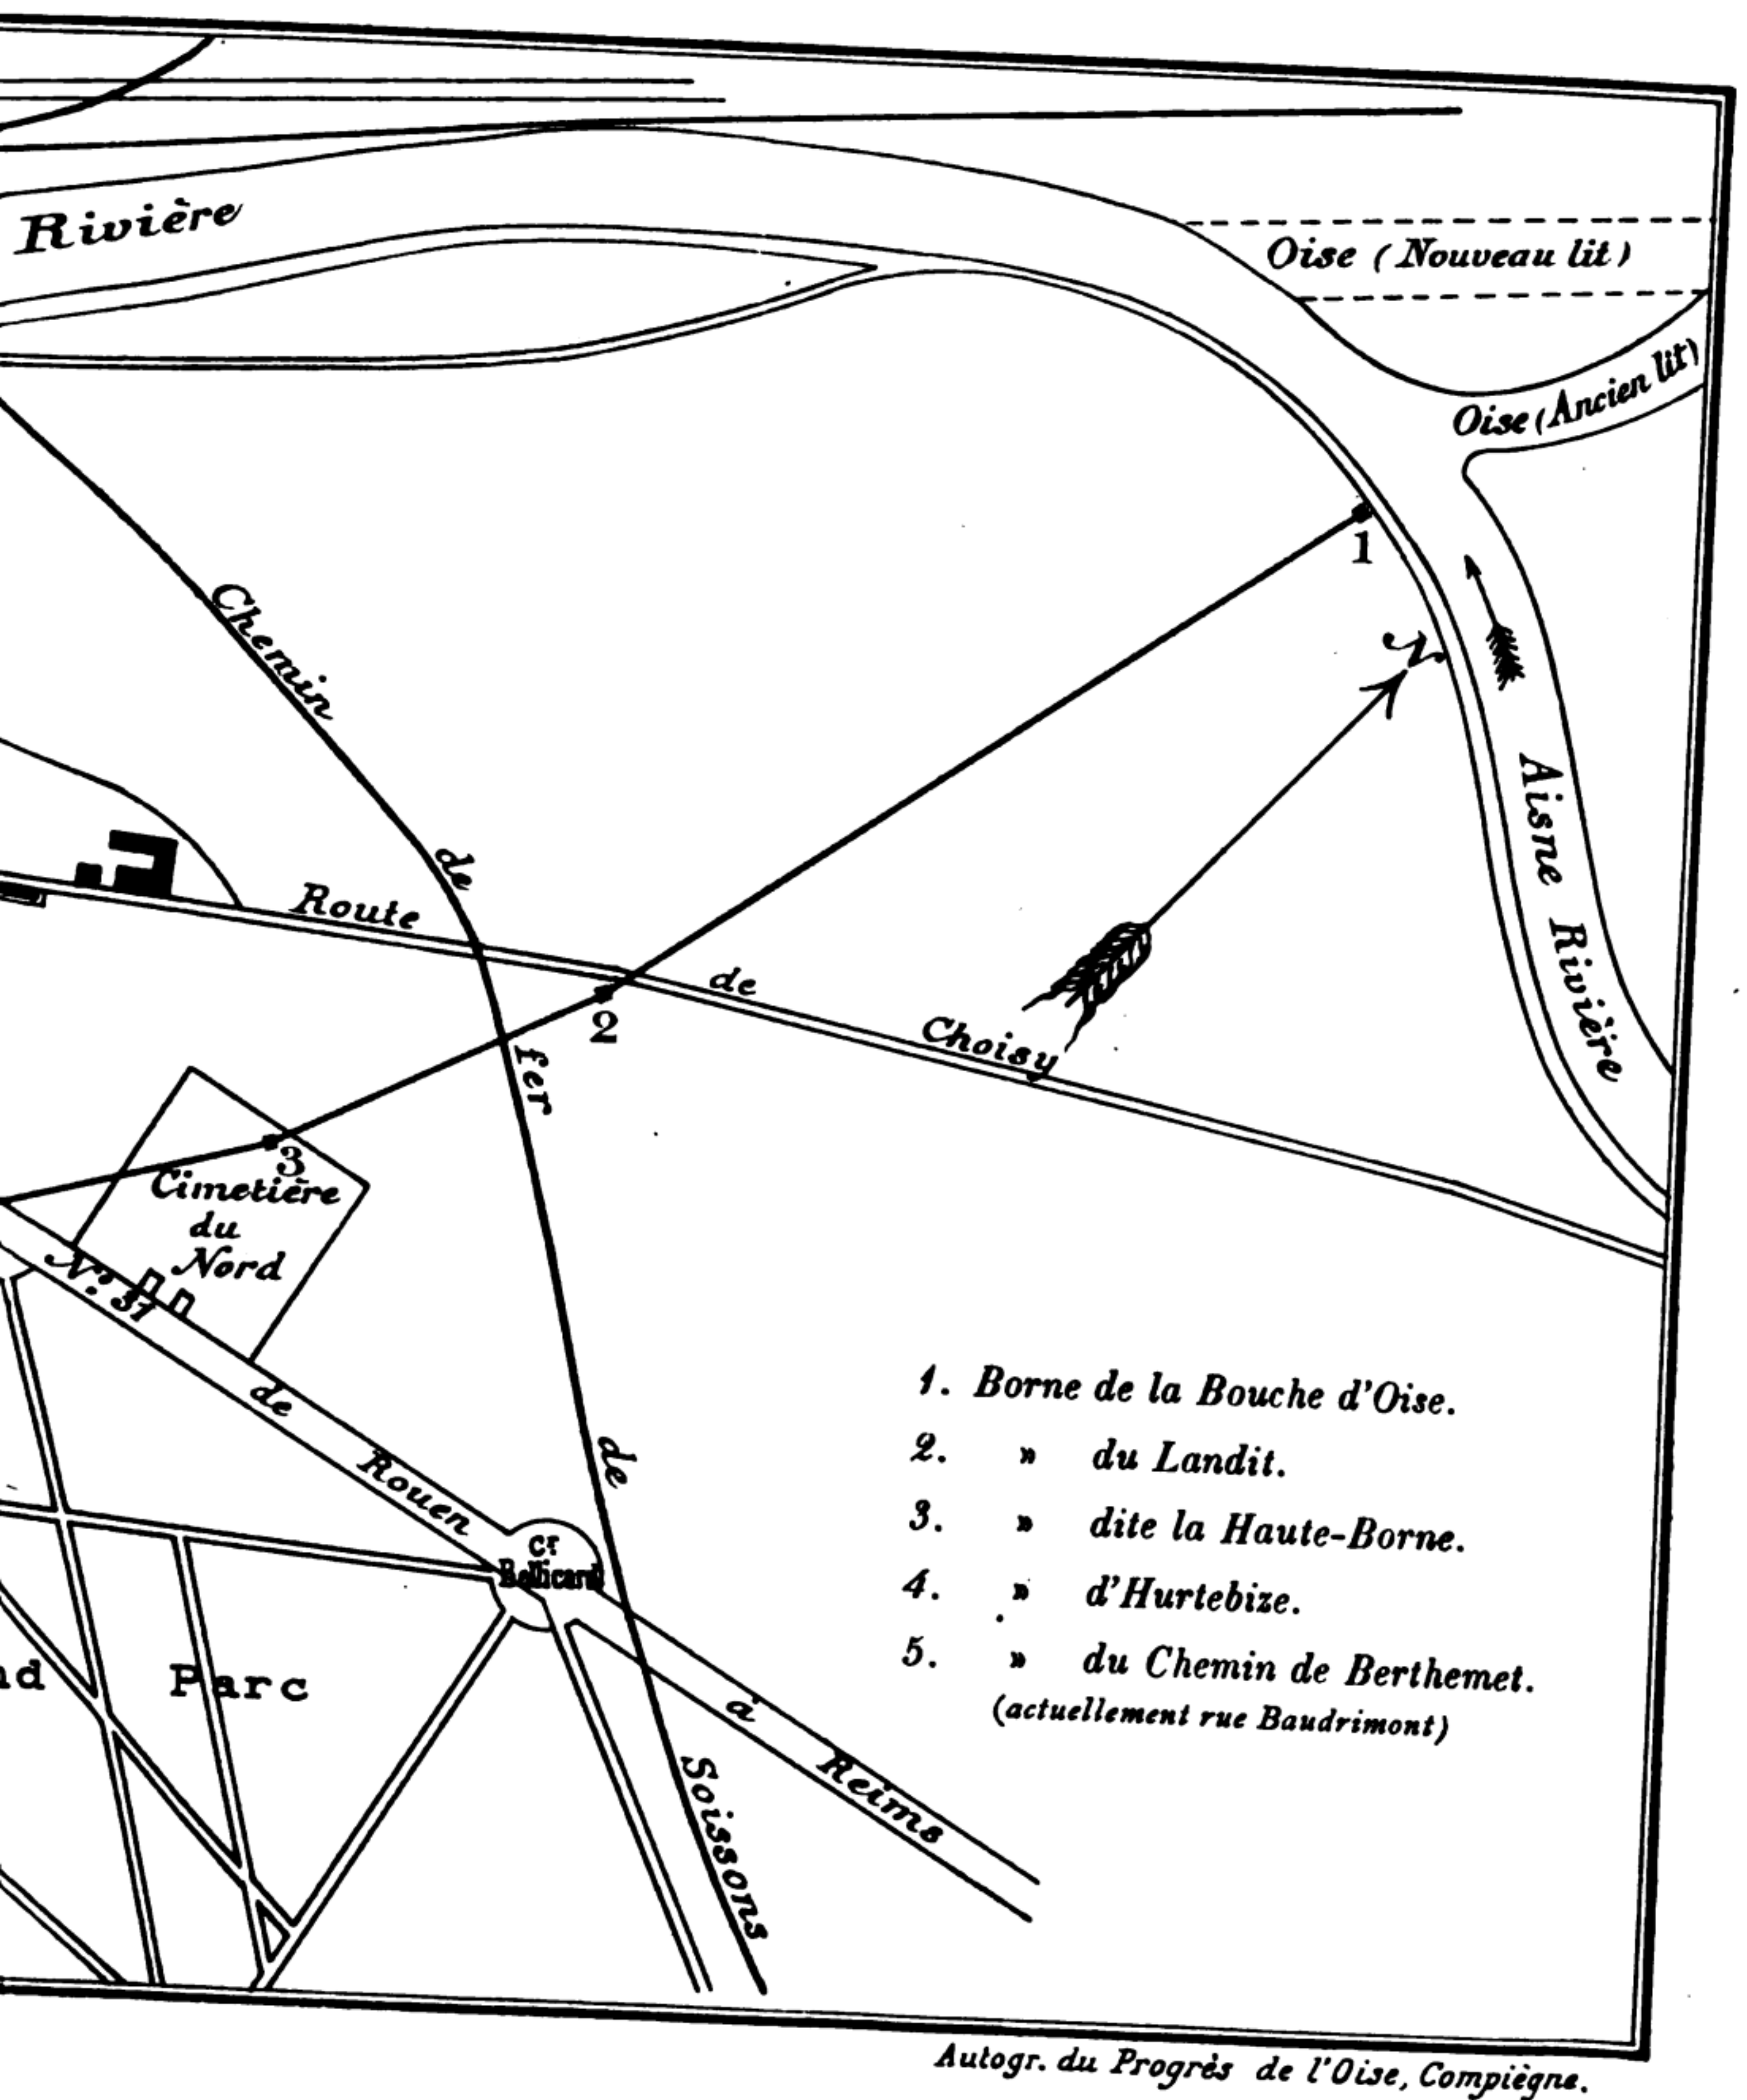 Rivière
Oise (Nouveau lit)
Oise (Ancien lit)
1
N
Chemin de fer de Soissons
Aisne Rivière
Route de Choisy
2
3
Cimetière
du
Nord
N.º 31 de Rouen à Reims
Cr
Bellicard
Parc
1. Borne de la Bouche d'Oise.
2. » du Landit.
3. » dite la Haute-Borne.
4. » d'Hurtebize.
5. » du Chemin de Berthemet.
(actuellement rue Baudrimont)
Autogr. du Progrès de l'Oise, Compiègne.